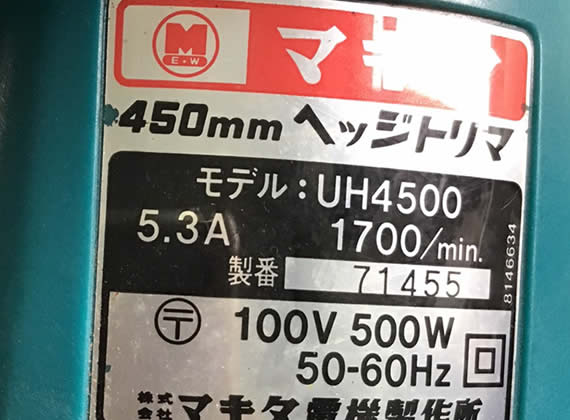 M
E・W
マキタ
450mm ヘッジトリマ
モデル：UH4500
5.3A 1700/min.
製番 71455
8146634
〒 100V 500W
50-60Hz
株式会社 マキタ電機製作所